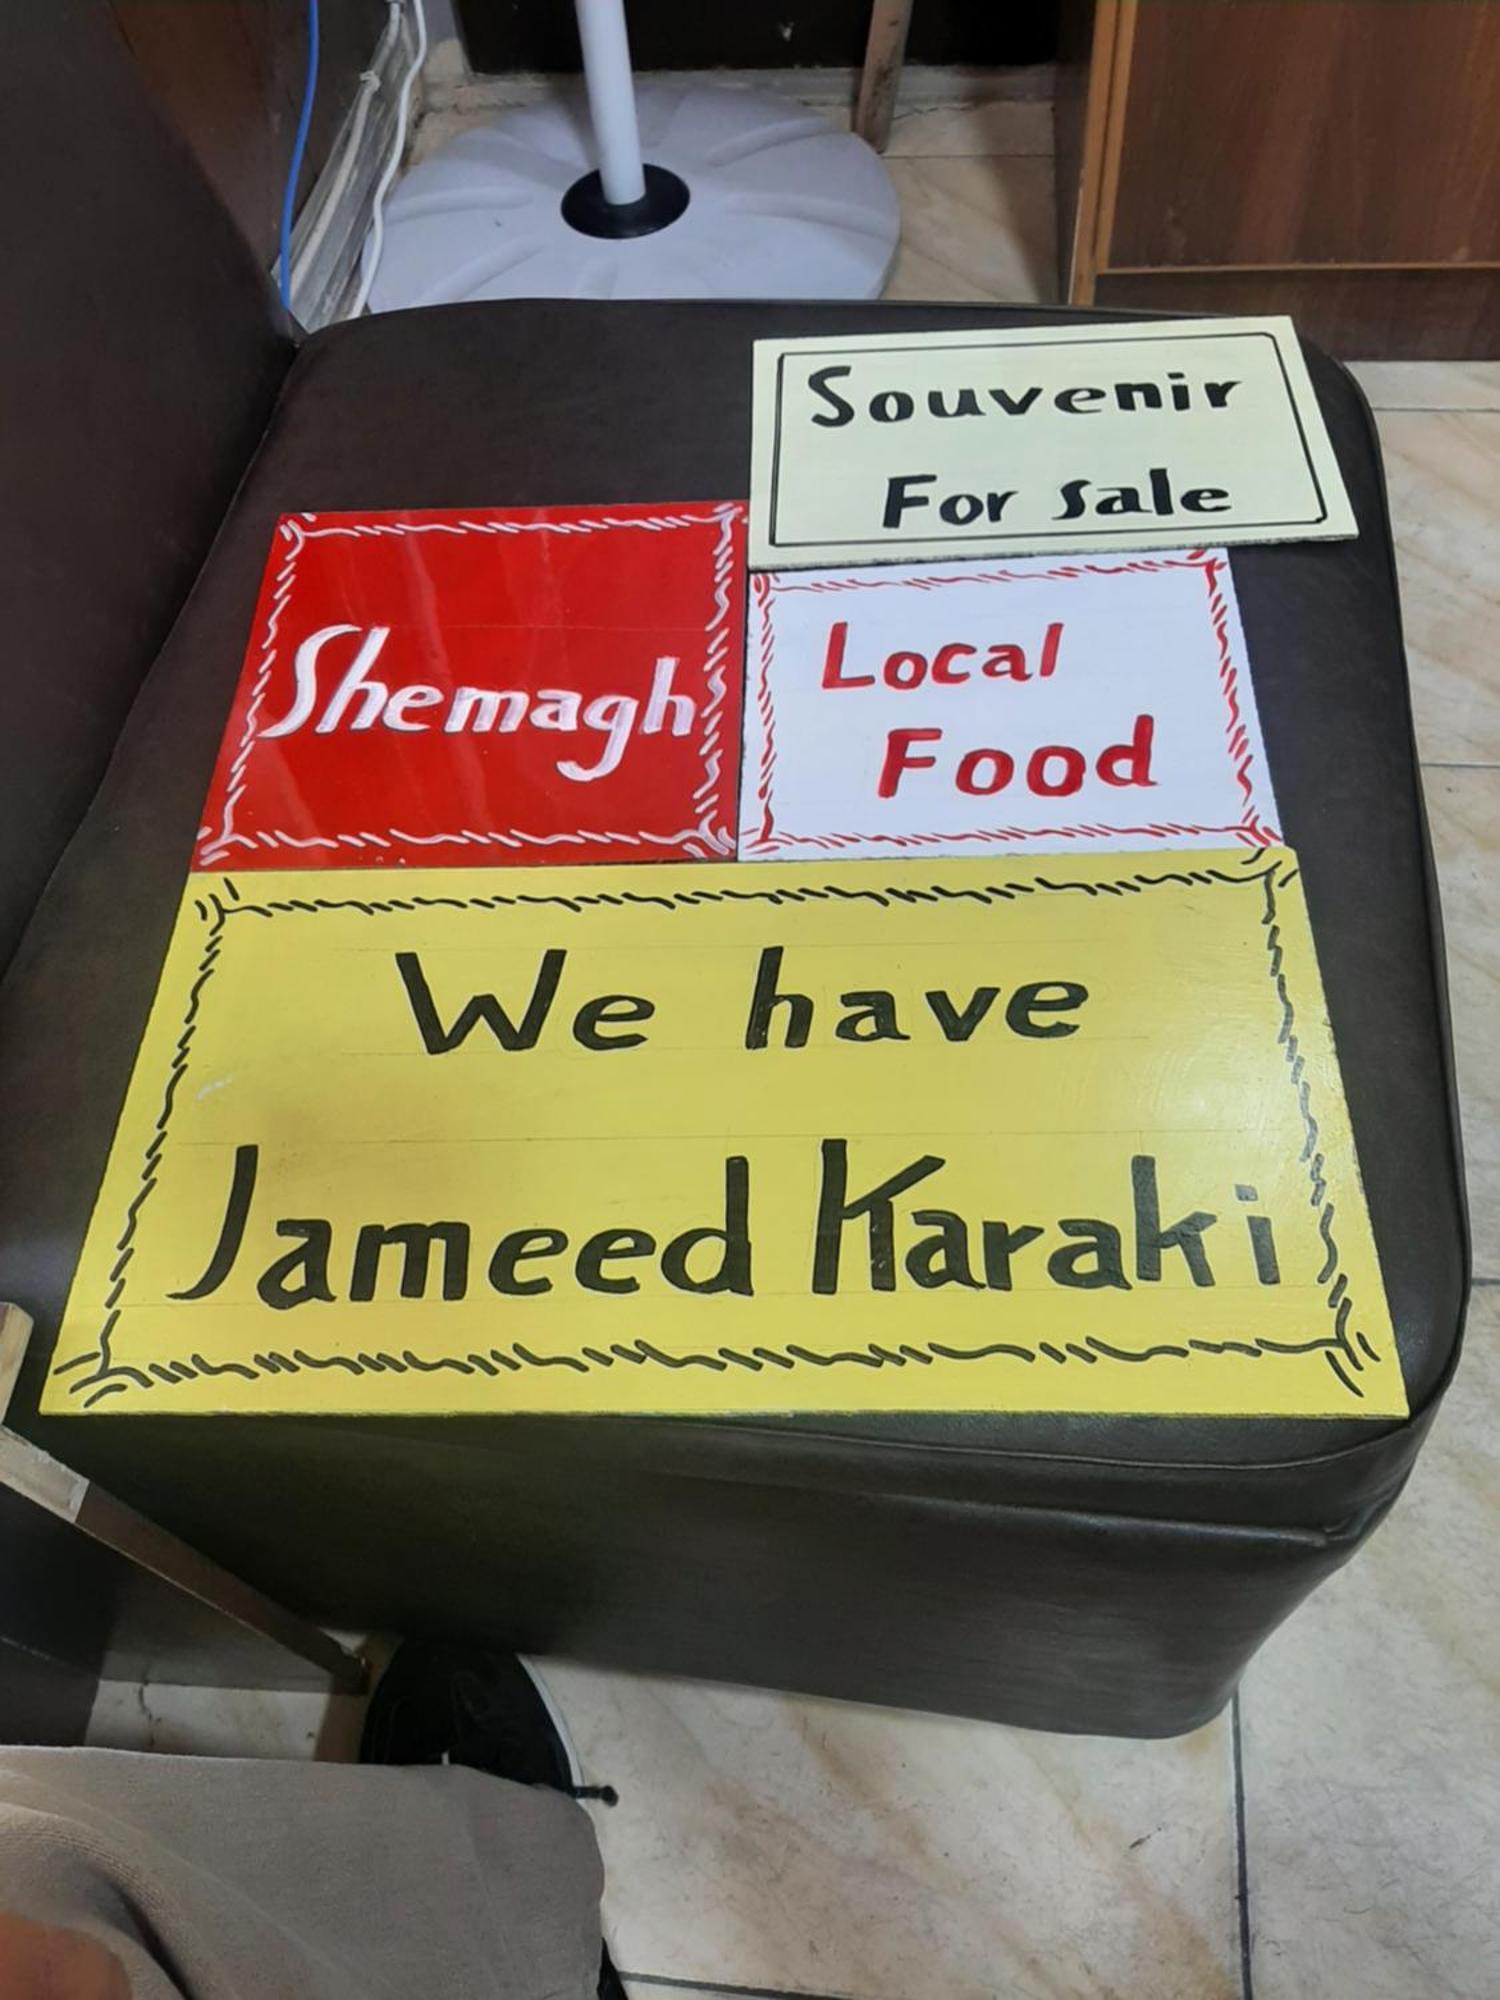 Souvenir
For Sale
Shemagh
Local
Food
We have
Jameed Karaki